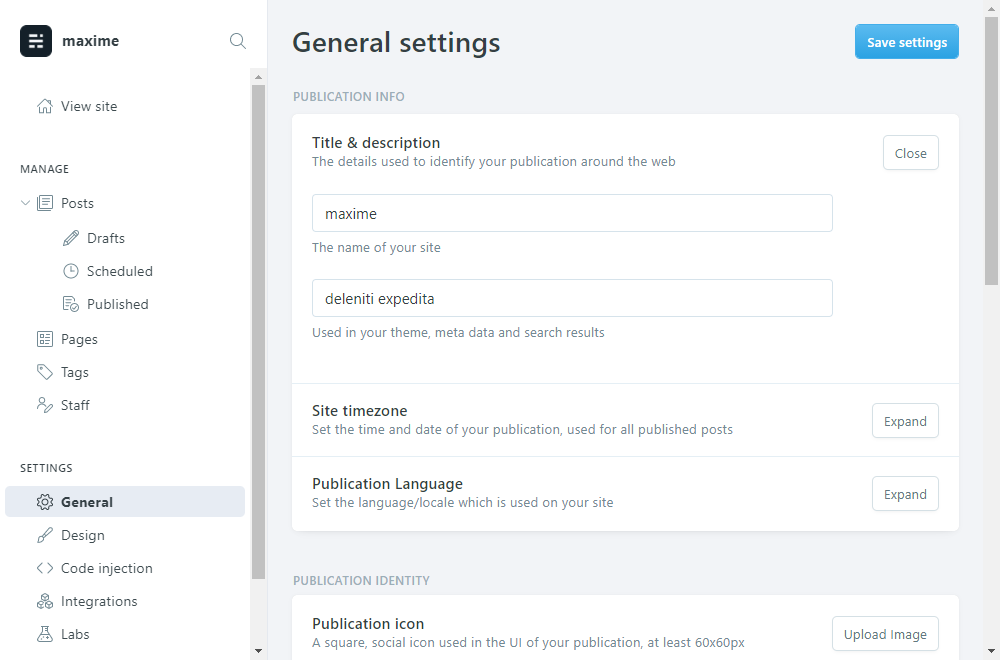 maxime
View site
MANAGE
Posts
Drafts
Scheduled
Published
Pages
Tags
Staff
SETTINGS
General
Design
Code injection
Integrations
Labs
General settings
Save settings
PUBLICATION INFO
Title & description
The details used to identify your publication around the web
Close
maxime
The name of your site
deleniti expedita
Used in your theme, meta data and search results
Site timezone
Set the time and date of your publication, used for all published posts
Expand
Publication Language
Set the language/locale which is used on your site
Expand
PUBLICATION IDENTITY
Publication icon
A square, social icon used in the UI of your publication, at least 60x60px
Upload Image